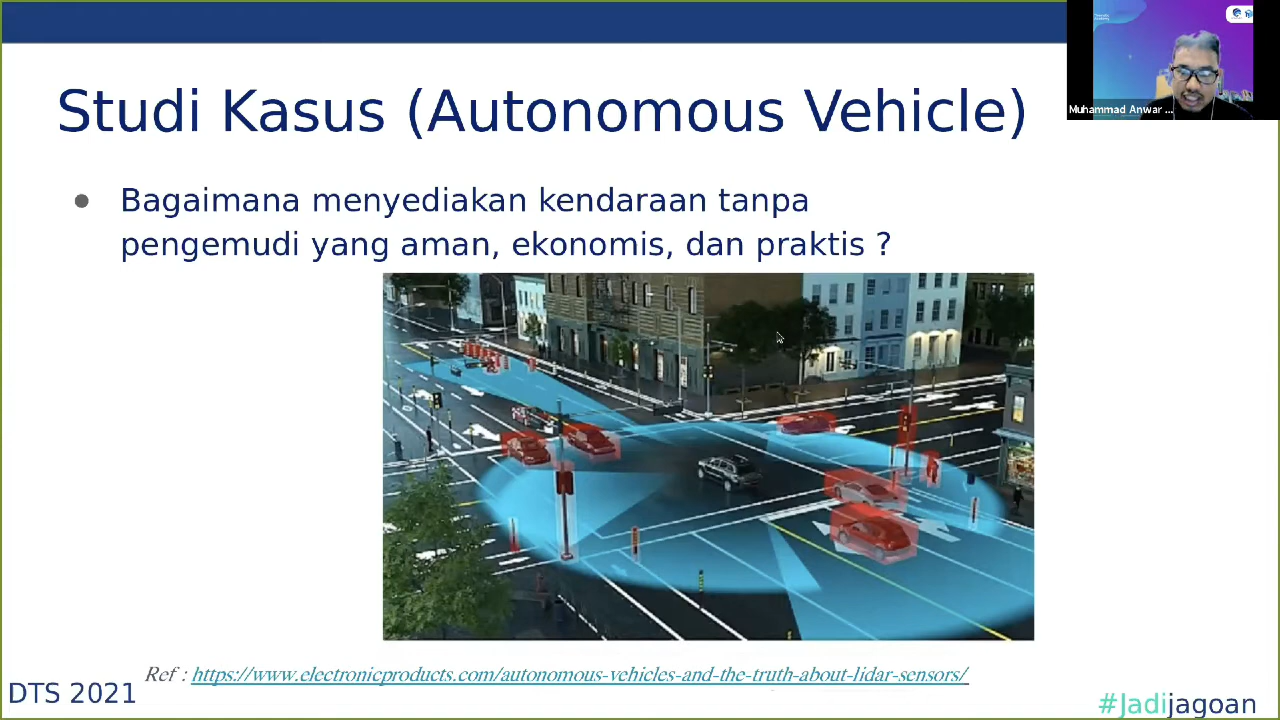 Studi Kasus (Autonomous Vehicle)
Muhammad Anwar ...
● Bagaimana menyediakan kendaraan tanpa
pengemudi yang aman, ekonomis, dan praktis ?
Ref : https://www.electronicproducts.com/autonomous-vehicles-and-the-truth-about-lidar-sensors/
DTS 2021
#Jadijagoan